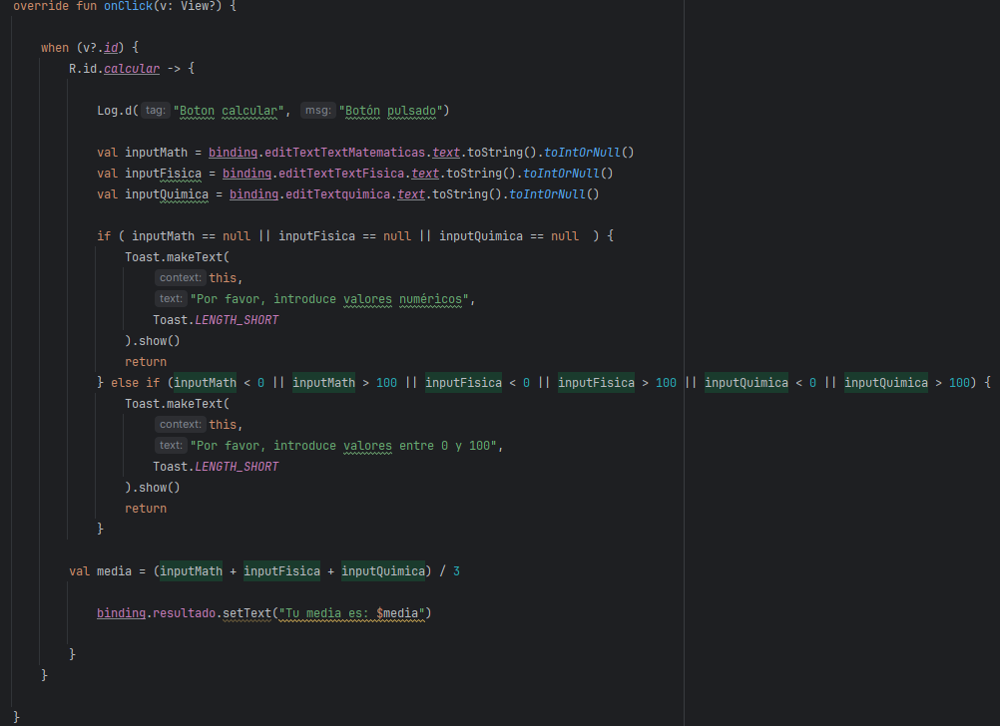 override fun onClick(v: View?) {
when (v?.id) {
R.id.calcular -> {
Log.d( tag: "Boton calcular", msg: "Botón pulsado")
val inputMath = binding.editTextTextMatematicas.text.toString().toIntOrNull()
val inputFisica = binding.editTextTextFisica.text.toString().toIntOrNull()
val inputQuimica = binding.editTextquimica.text.toString().toIntOrNull()
if ( inputMath == null || inputFisica == null || inputQuimica == null  ) {
Toast.makeText(
context: this,
text: "Por favor, introduce valores numéricos",
Toast.LENGTH_SHORT
).show()
return
} else if (inputMath < 0 || inputMath > 100 || inputFisica < 0 || inputFisica > 100 || inputQuimica < 0 || inputQuimica > 100) {
Toast.makeText(
context: this,
text: "Por favor, introduce valores entre 0 y 100",
Toast.LENGTH_SHORT
).show()
return
}
val media = (inputMath + inputFisica + inputQuimica) / 3
binding.resultado.setText("Tu media es: $media")
}
}
}